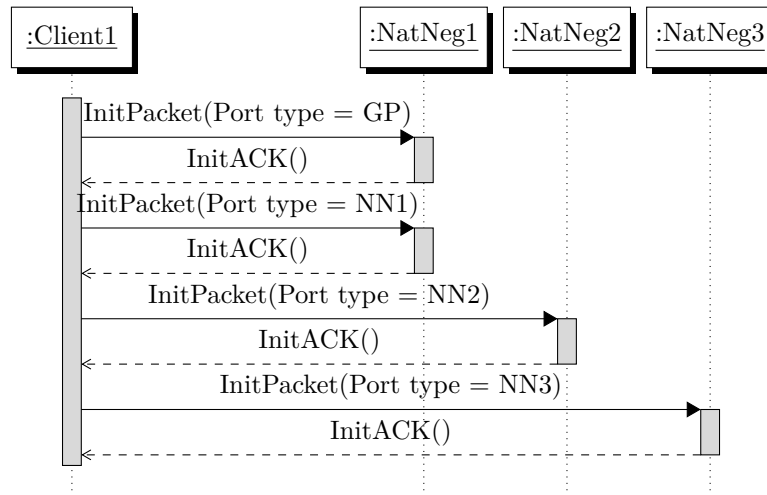 :Client1
:NatNeg1
:NatNeg2
:NatNeg3
InitPacket(Port type = GP)
InitACK()
InitPacket(Port type = NN1)
InitACK()
InitPacket(Port type = NN2)
InitACK()
InitPacket(Port type = NN3)
InitACK()